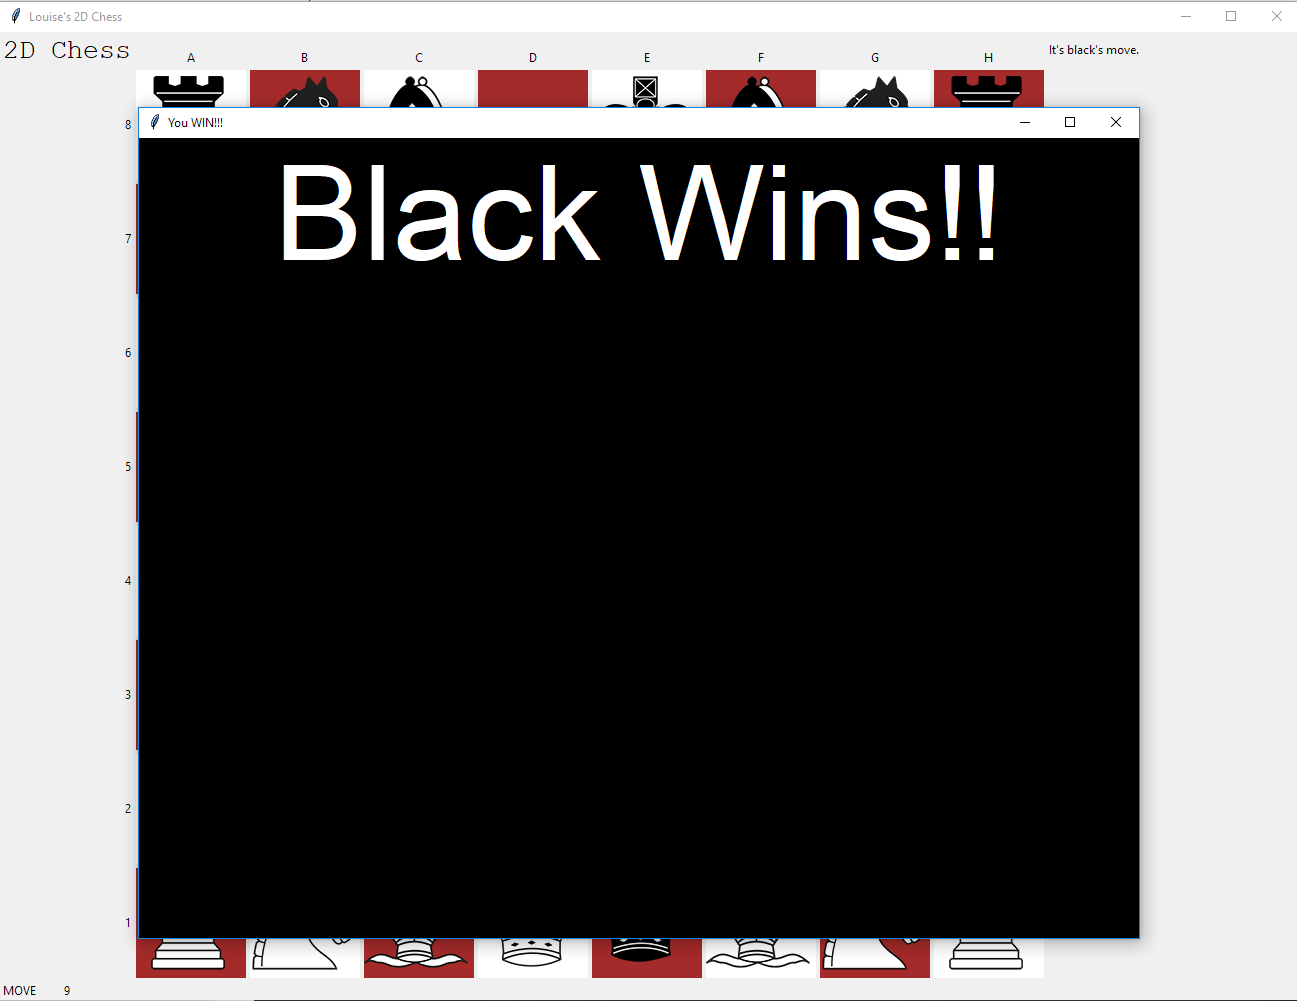 Louise's 2D Chess
2D Chess
A B C D E F G H
It's black's move.
You WIN!!!
Black Wins!!
8
7
6
5
4
3
2
1
MOVE 9